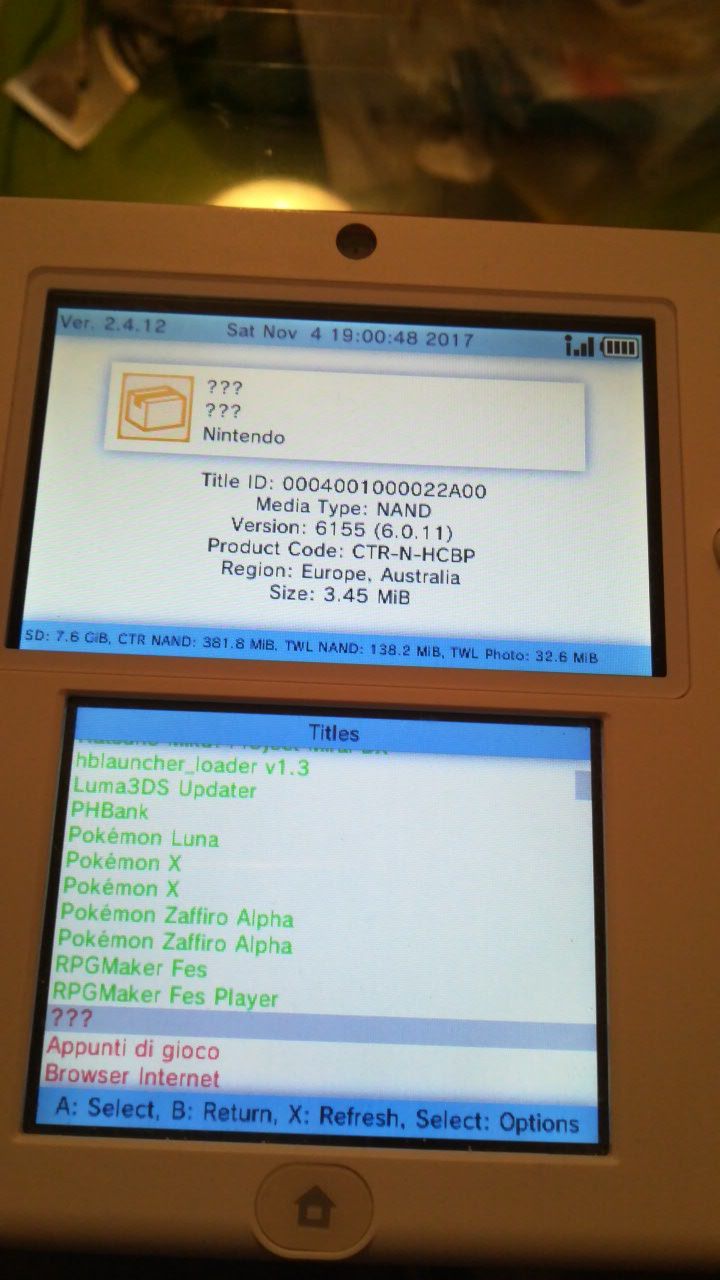 Ver. 2.4.12 Sat Nov 4 19:00:48 2017
???
???
Nintendo
Title ID: 0004001000022A00
Media Type: NAND
Version: 6155 (6.0.11)
Product Code: CTR-N-HCBP
Region: Europe, Australia
Size: 3.45 MiB
SD: 7.6 GiB, CTR NAND: 381.8 MiB, TWL NAND: 138.2 MiB, TWL Photo: 32.6 MiB
Titles
hblauncher_loader v1.3
Luma3DS Updater
PHBank
Pokémon Luna
Pokémon X
Pokémon X
Pokémon Zaffiro Alpha
Pokémon Zaffiro Alpha
RPGMaker Fes
RPGMaker Fes Player
???
Appunti di gioco
Browser Internet
A: Select, B: Return, X: Refresh, Select: Options